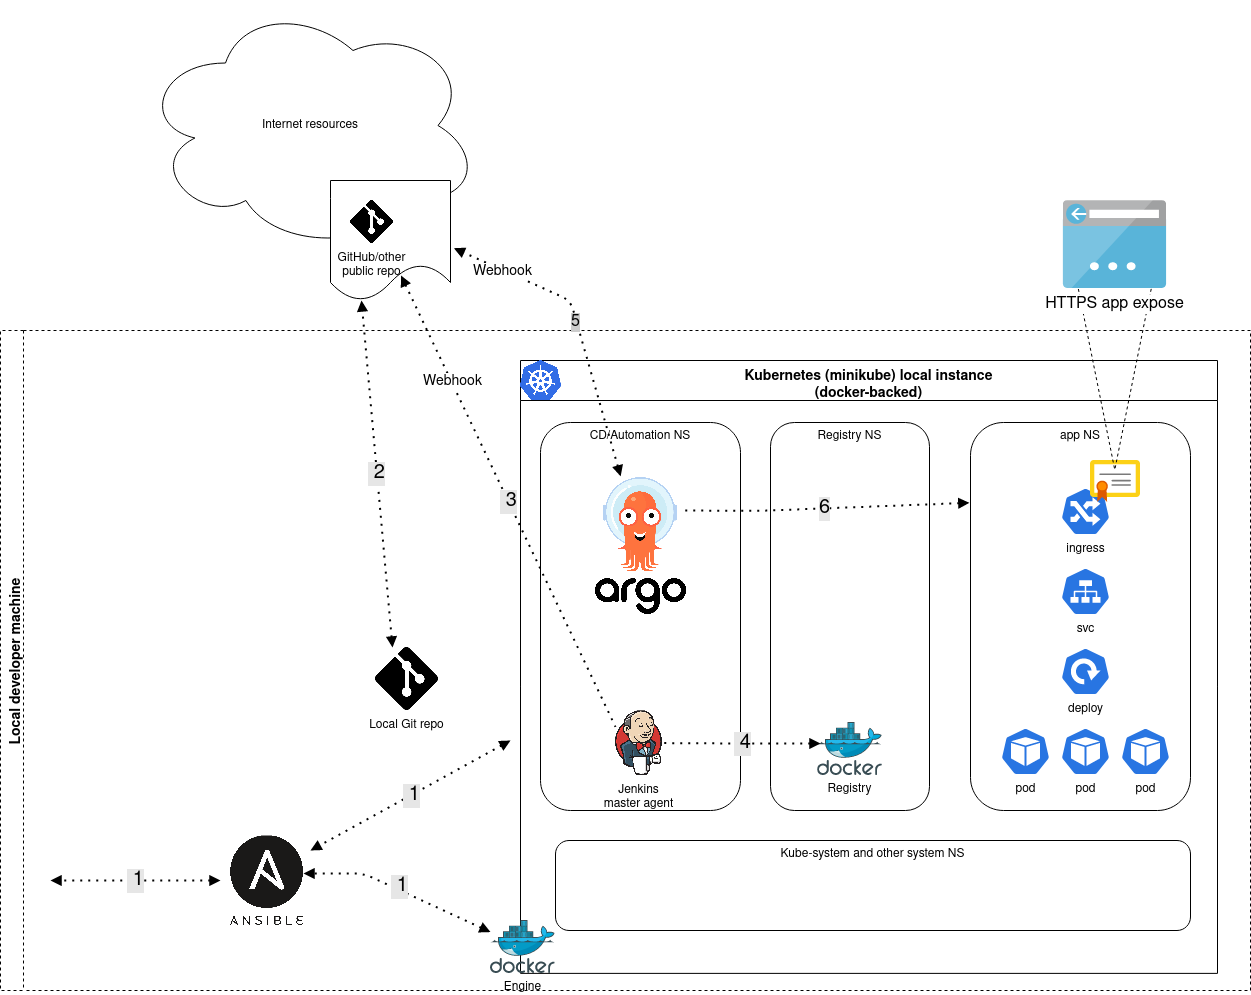 Internet resources
GitHub/other
public repo
Webhook
5
HTTPS app expose
Webhook
Kubernetes (minikube) local instance
(docker-backed)
CD/Automation NS
Registry NS
app NS
2
3
6
argo
ingress
svc
deploy
Local developer machine
Local Git repo
4
docker
Registry
Jenkins
master agent
pod
pod
pod
1
Kube-system and other system NS
1
1
ANSIBLE
docker
Engine